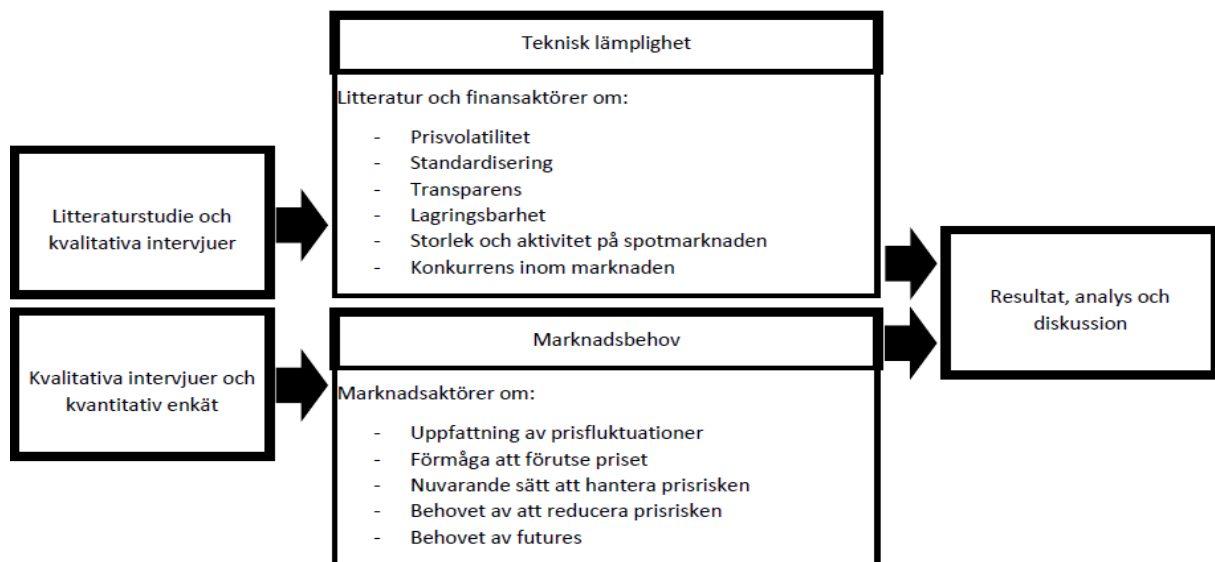 Litteraturstudie och
kvalitativa intervjuer
Teknisk lämplighet
Litteratur och finansaktörer om:
- Prisvolatilitet
- Standardisering
- Transparens
- Lagringsbarhet
- Storlek och aktivitet på spotmarknaden
- Konkurrens inom marknaden
Kvalitativa intervjuer och
kvantitativ enkät
Marknadsbehov
Marknadsaktörer om:
- Uppfattning av prisfluktuationer
- Förmåga att förutse priset
- Nuvarande sätt att hantera prisrisken
- Behovet av att reducera prisrisken
- Behovet av futures
Resultat, analys och
diskussion